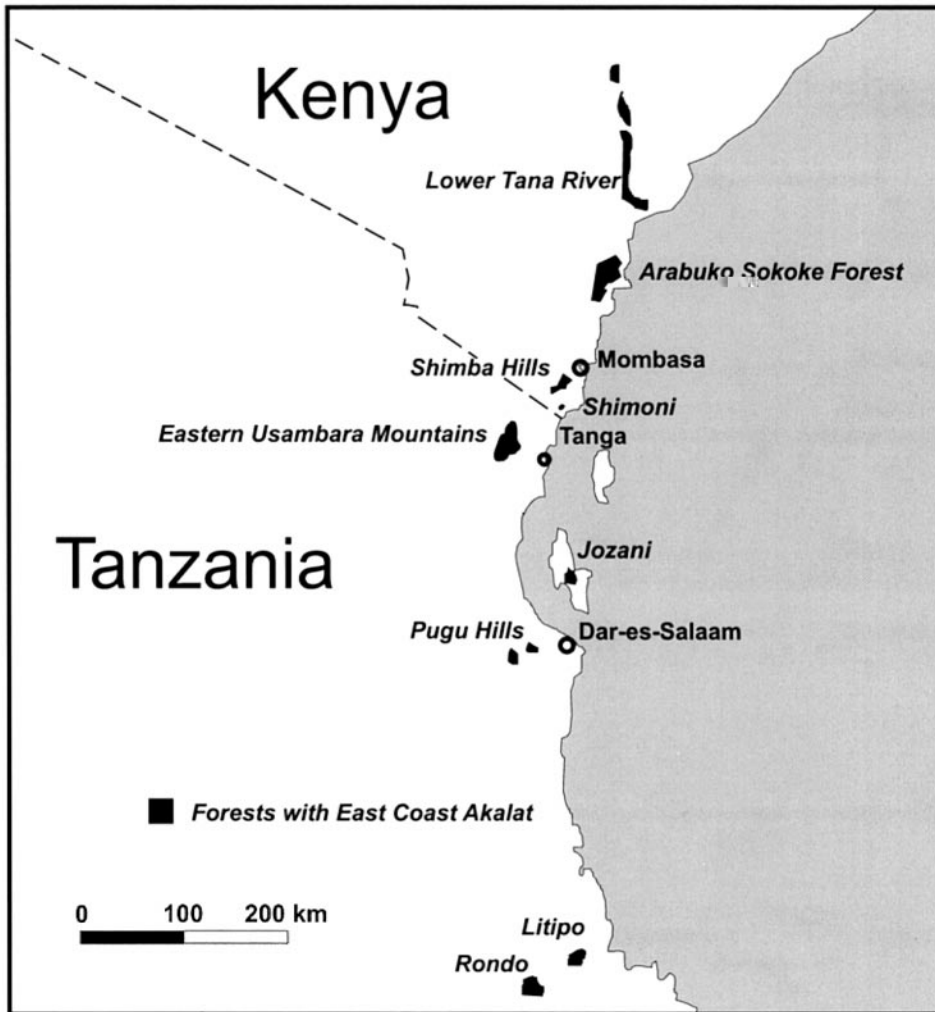 Kenya
Lower Tana River
Arabuko Sokoke Forest
Shimba Hills
Mombasa
Shimoni
Eastern Usambara Mountains
Tanga
Tanzania
Jozani
Pugu Hills
Dar-es-Salaam
Forests with East Coast Akalat
0 100 200 km
Litipo
Rondo